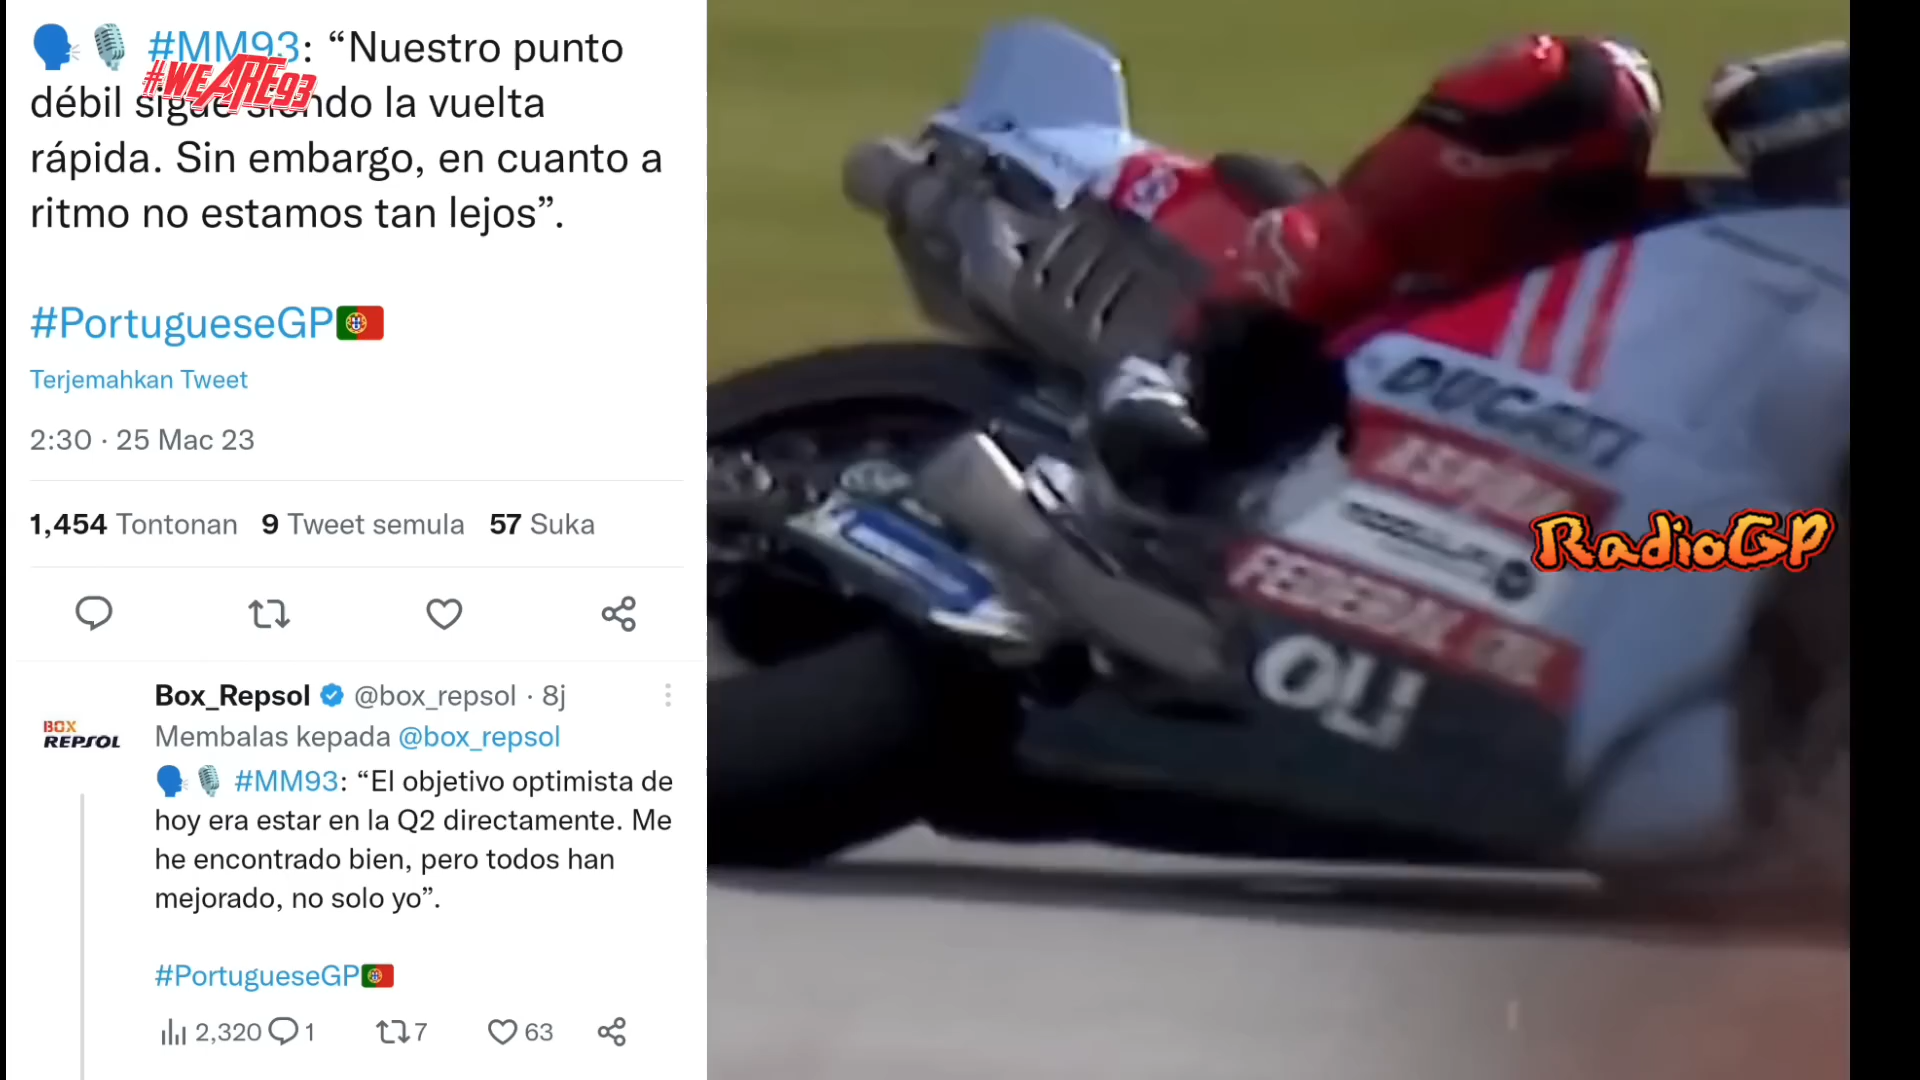 #MM93: “Nuestro punto
#WEARE93
débil sigue siendo la vuelta
rápida. Sin embargo, en cuanto a
ritmo no estamos tan lejos”.
#PortugueseGP
Terjemahkan Tweet
2:30 · 25 Mac 23
1,454 Tontonan 9 Tweet semula 57 Suka
Box_Repsol @box_repsol · 8j
BOX
REPSOL
Membalas kepada @box_repsol
#MM93: “El objetivo optimista de
hoy era estar en la Q2 directamente. Me
he encontrado bien, pero todos han
mejorado, no solo yo”.
#PortugueseGP
2,320 1 7 63
DUCATI
FEDERAL OIL
OLI
RadioGP